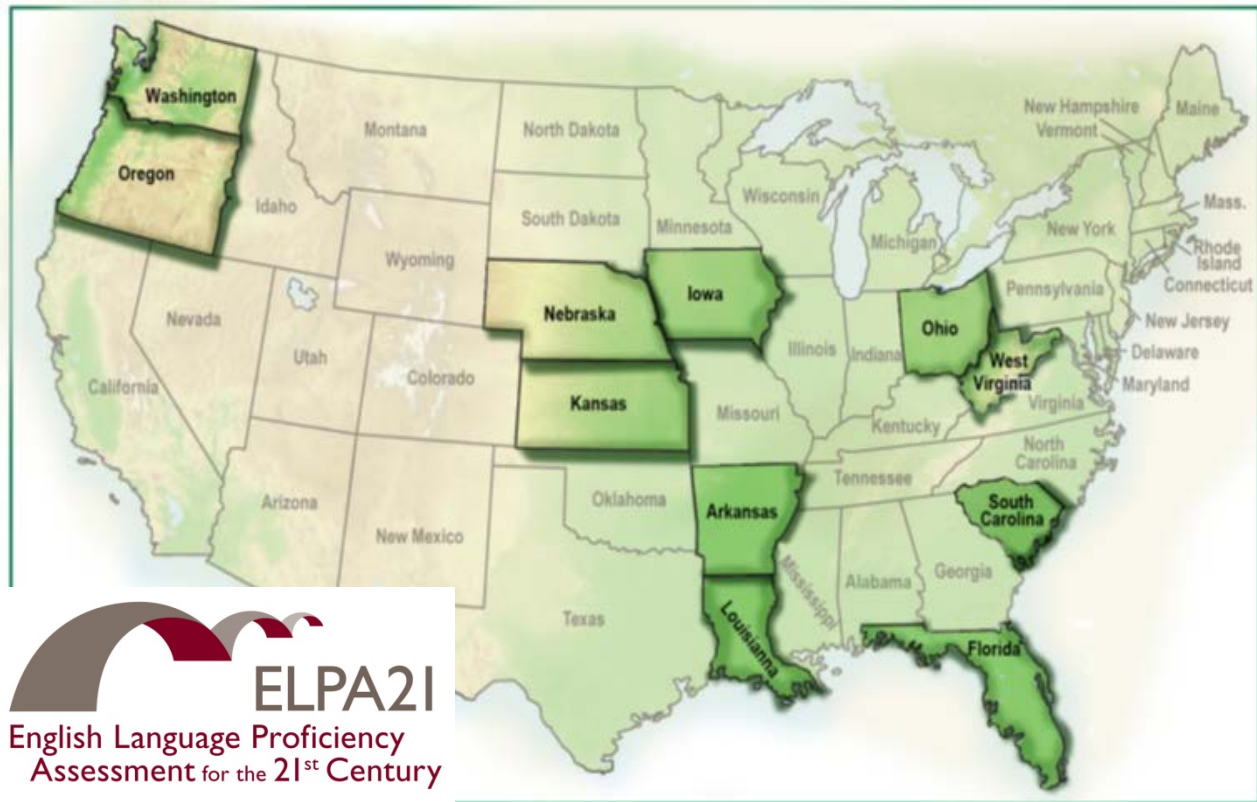 Washington
Oregon
Idaho
Montana
Wyoming
Nevada
Utah
California
Arizona
Colorado
New Mexico
North Dakota
South Dakota
Nebraska
Kansas
Oklahoma
Texas
Minnesota
Iowa
Missouri
Arkansas
Louisianna
Wisconsin
Illinois
Michigan
Indiana
Ohio
Kentucky
Tennessee
Mississippi
Alabama
Georgia
Florida
South
Carolina
North
Carolina
Virginia
West
Virginia
Pennsylvania
New York
New Hampshire
Vermont
Maine
Mass.
Rhode
Island
Connecticut
New Jersey
Delaware
Maryland
ELPA21
English Language Proficiency
Assessment for the 21st Century